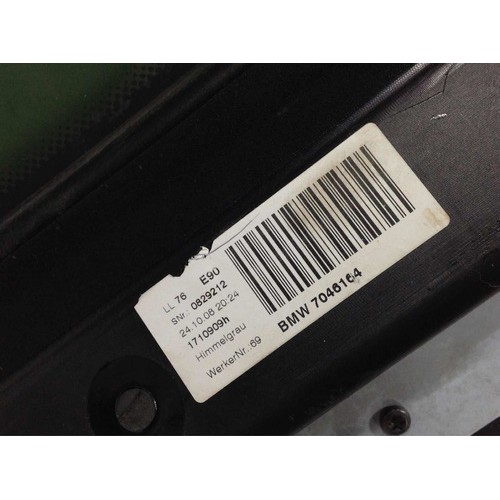 LL 76 E90
SNr.: 0829212
24.10.08 20:24
1710909h
Himmelgrau
WerkerNr.:69
BMW 7046164